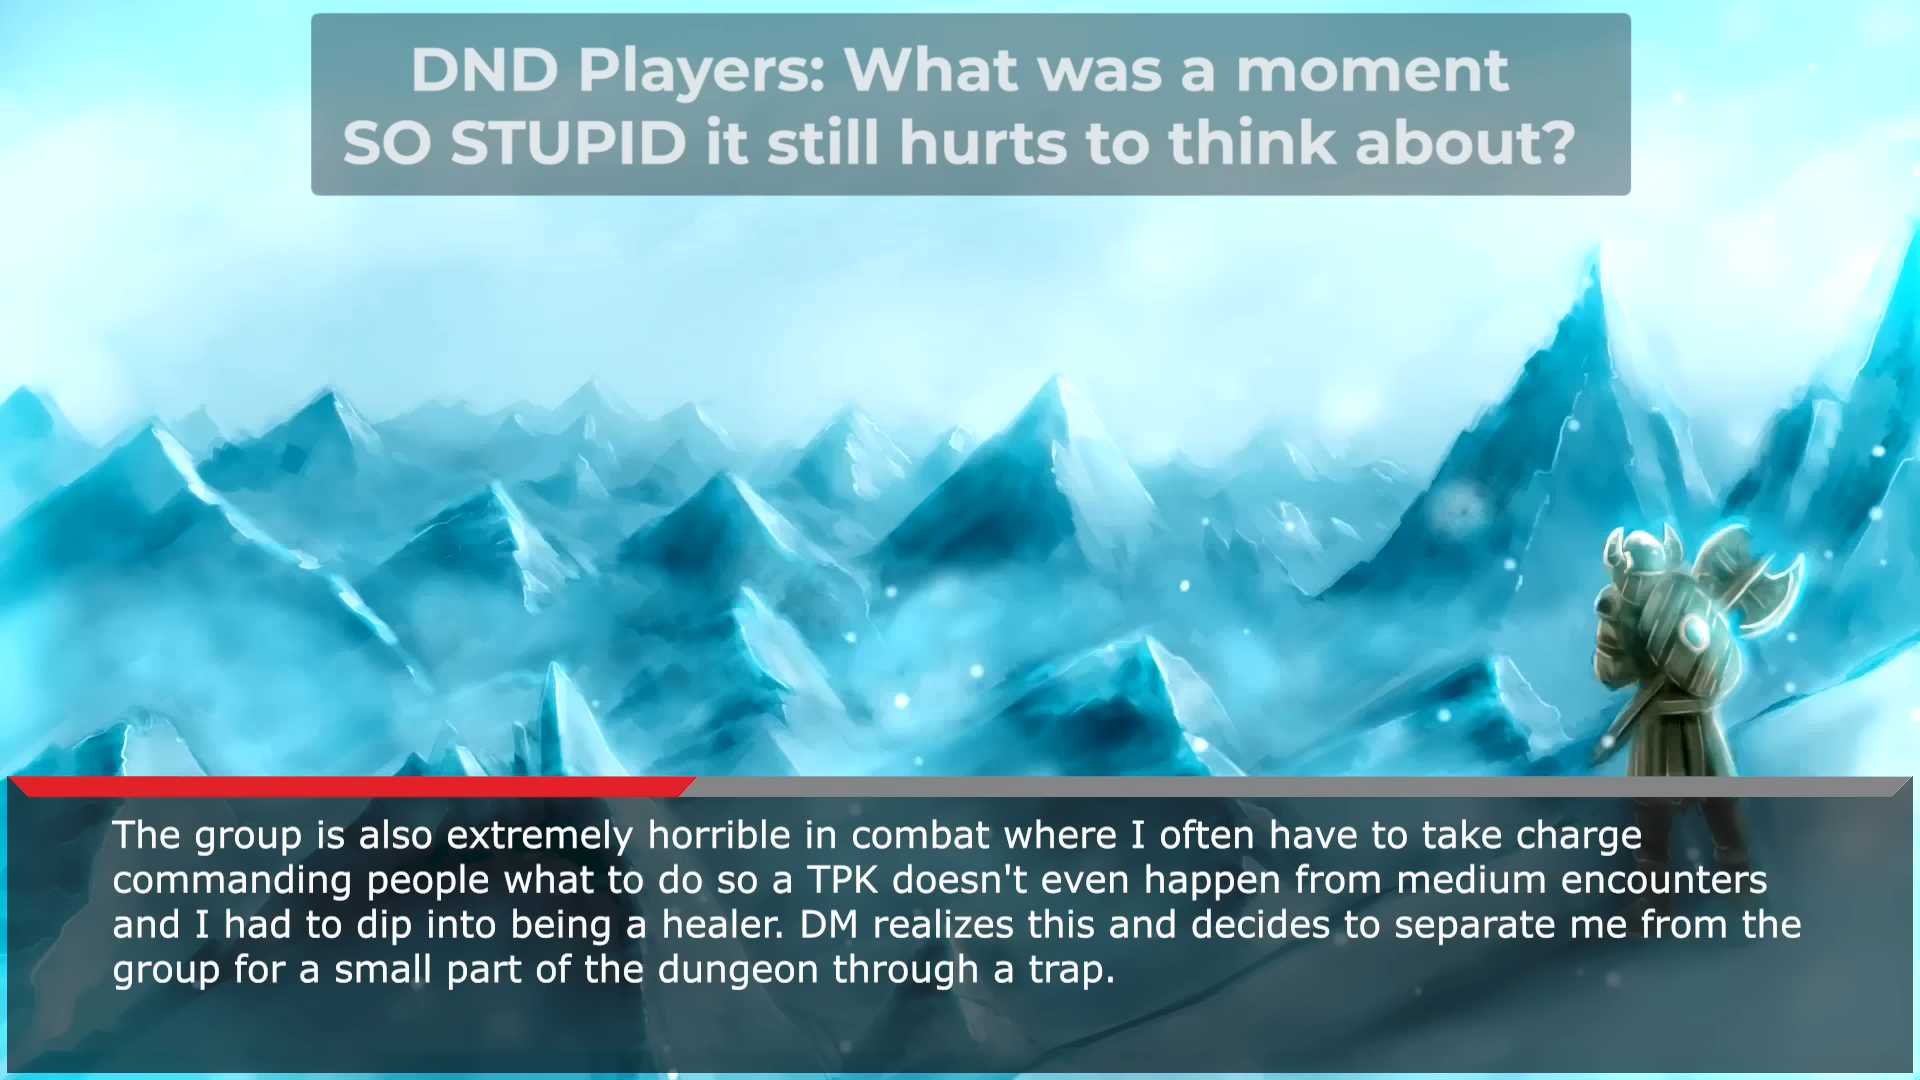 DND Players: What was a moment
SO STUPID it still hurts to think about?
The group is also extremely horrible in combat where I often have to take charge
commanding people what to do so a TPK doesn't even happen from medium encounters
and I had to dip into being a healer. DM realizes this and decides to separate me from the
group for a small part of the dungeon through a trap.